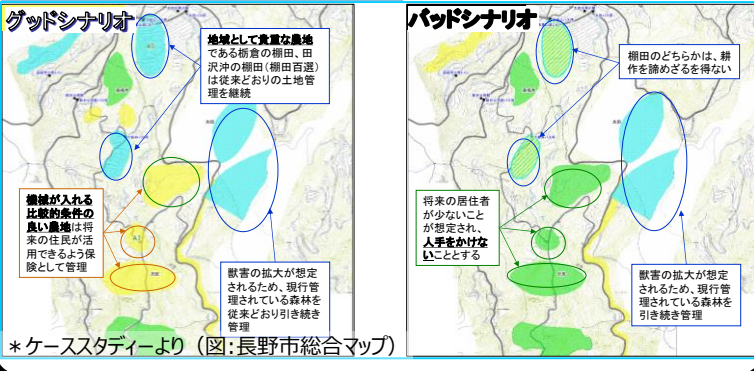 グッドシナリオ
地域として貴重な農地
である栃倉の棚田、田
沢沖の棚田(棚田百選)
は従来どおりの土地管
理を継続
機械が入れる
比較的条件の
良い農地は将
来の住民が活
用できるよう保
険として管理
獣害の拡大が想定
されるため、現行管
理されている森林を
従来どおり引き続き
管理
*ケーススタディーより(図:長野市総合マップ)
バッドシナリオ
棚田のどちらかは、耕
作を諦めざるを得ない
将来の居住者
が少ないこと
が想定され、
人手をかけな
いこととする
獣害の拡大が想定
されるため、現行管
理されている森林を
引き続き管理